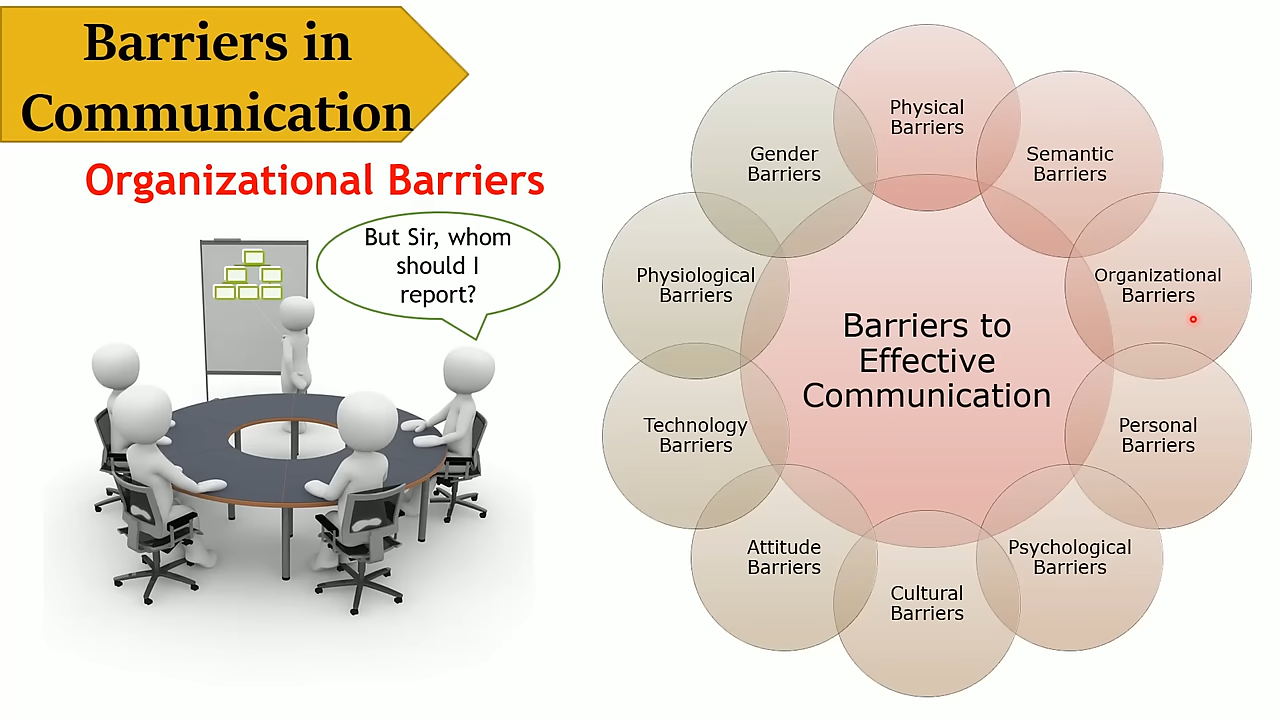 Barriers in
Communication
Organizational Barriers
But Sir, whom
should I
report?
Physical
Barriers
Semantic
Barriers
Organizational
Barriers
Personal
Barriers
Psychological
Barriers
Cultural
Barriers
Attitude
Barriers
Technology
Barriers
Physiological
Barriers
Gender
Barriers
Barriers to
Effective
Communication